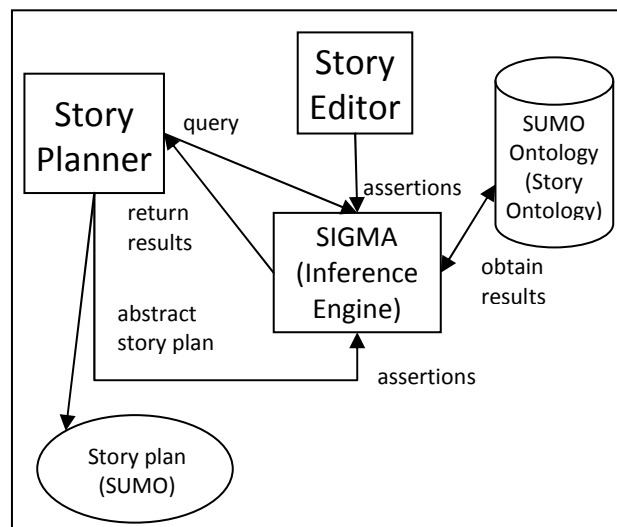 Story
Planner
query
Story
Editor
SUMO
Ontology
(Story
Ontology)
assertions
return
results
SIGMA
(Inference
Engine)
obtain
results
abstract
story plan
assertions
Story plan
(SUMO)